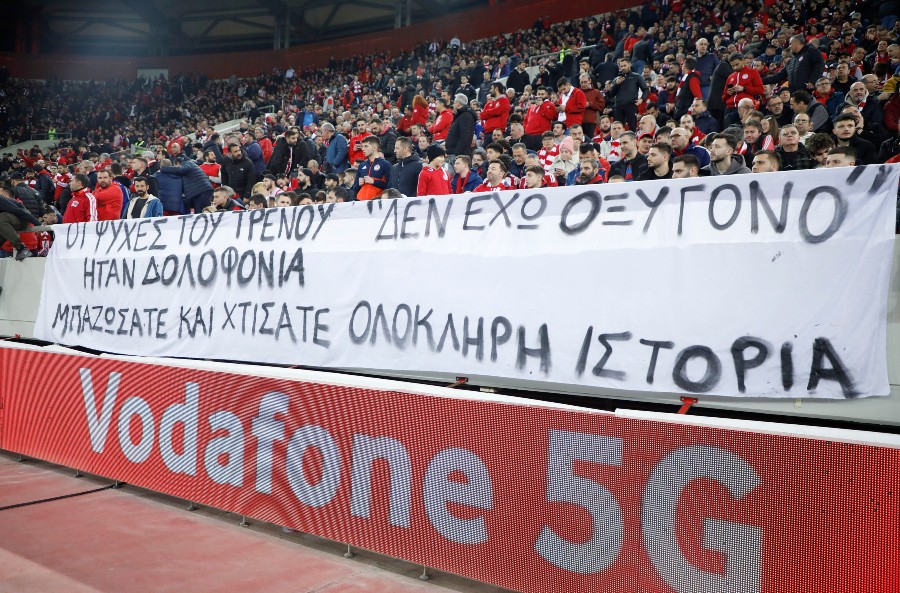 ΟΙ ΨΥΧΕΣ ΤΟΥ ΤΡΕΝΟΥ "ΔΕΝ ΕΧΩ ΟΞΥΓΟΝΟ"
ΗΤΑΝ ΔΟΛΟΦΟΝΙΑ
ΜΠΑΖΩΣΑΤΕ ΚΑΙ ΧΤΙΣΑΤΕ ΟΛΟΚΛΗΡΗ ΙΣΤΟΡΙΑ
Vodafone 5G